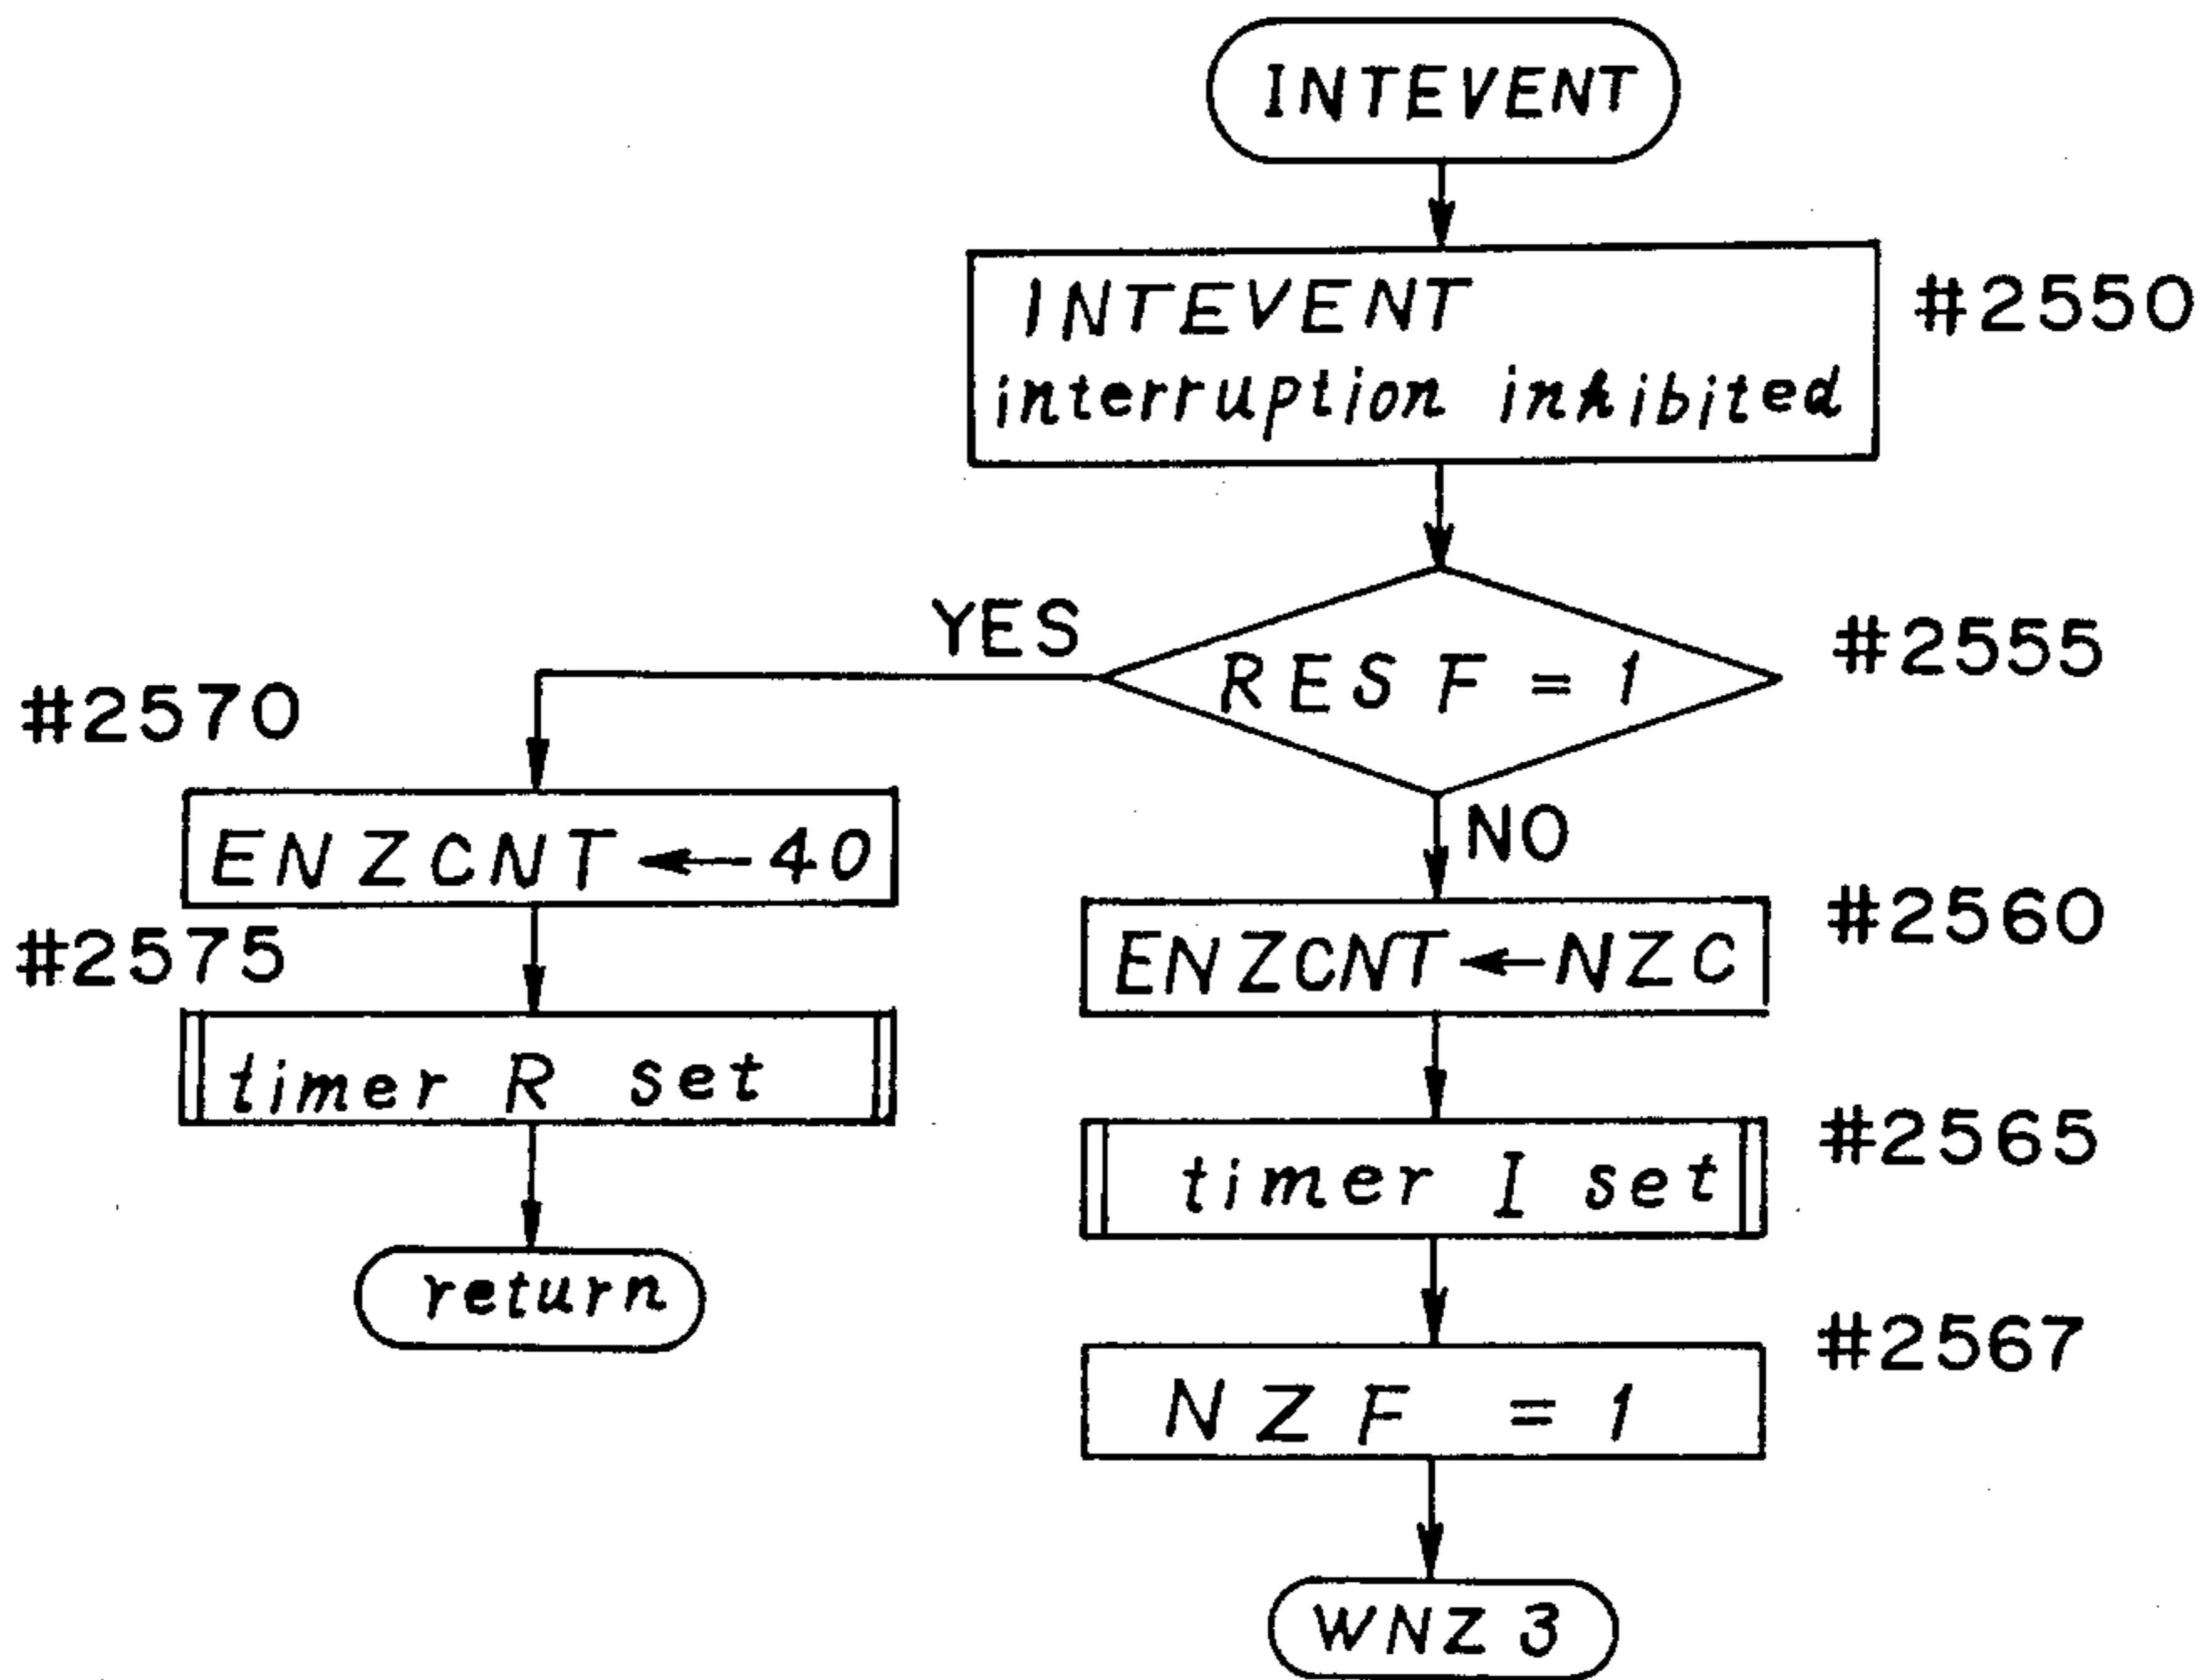 INTEVENT
INTEVENT
interruption inhibited
#2550
RESF = 1
#2555
YES
NO
#2570
ENZCNT ← 40
#2575
timer R set
return
ENZCNT ← NZC
#2560
timer I set
#2565
NZF = 1
#2567
WNZ3